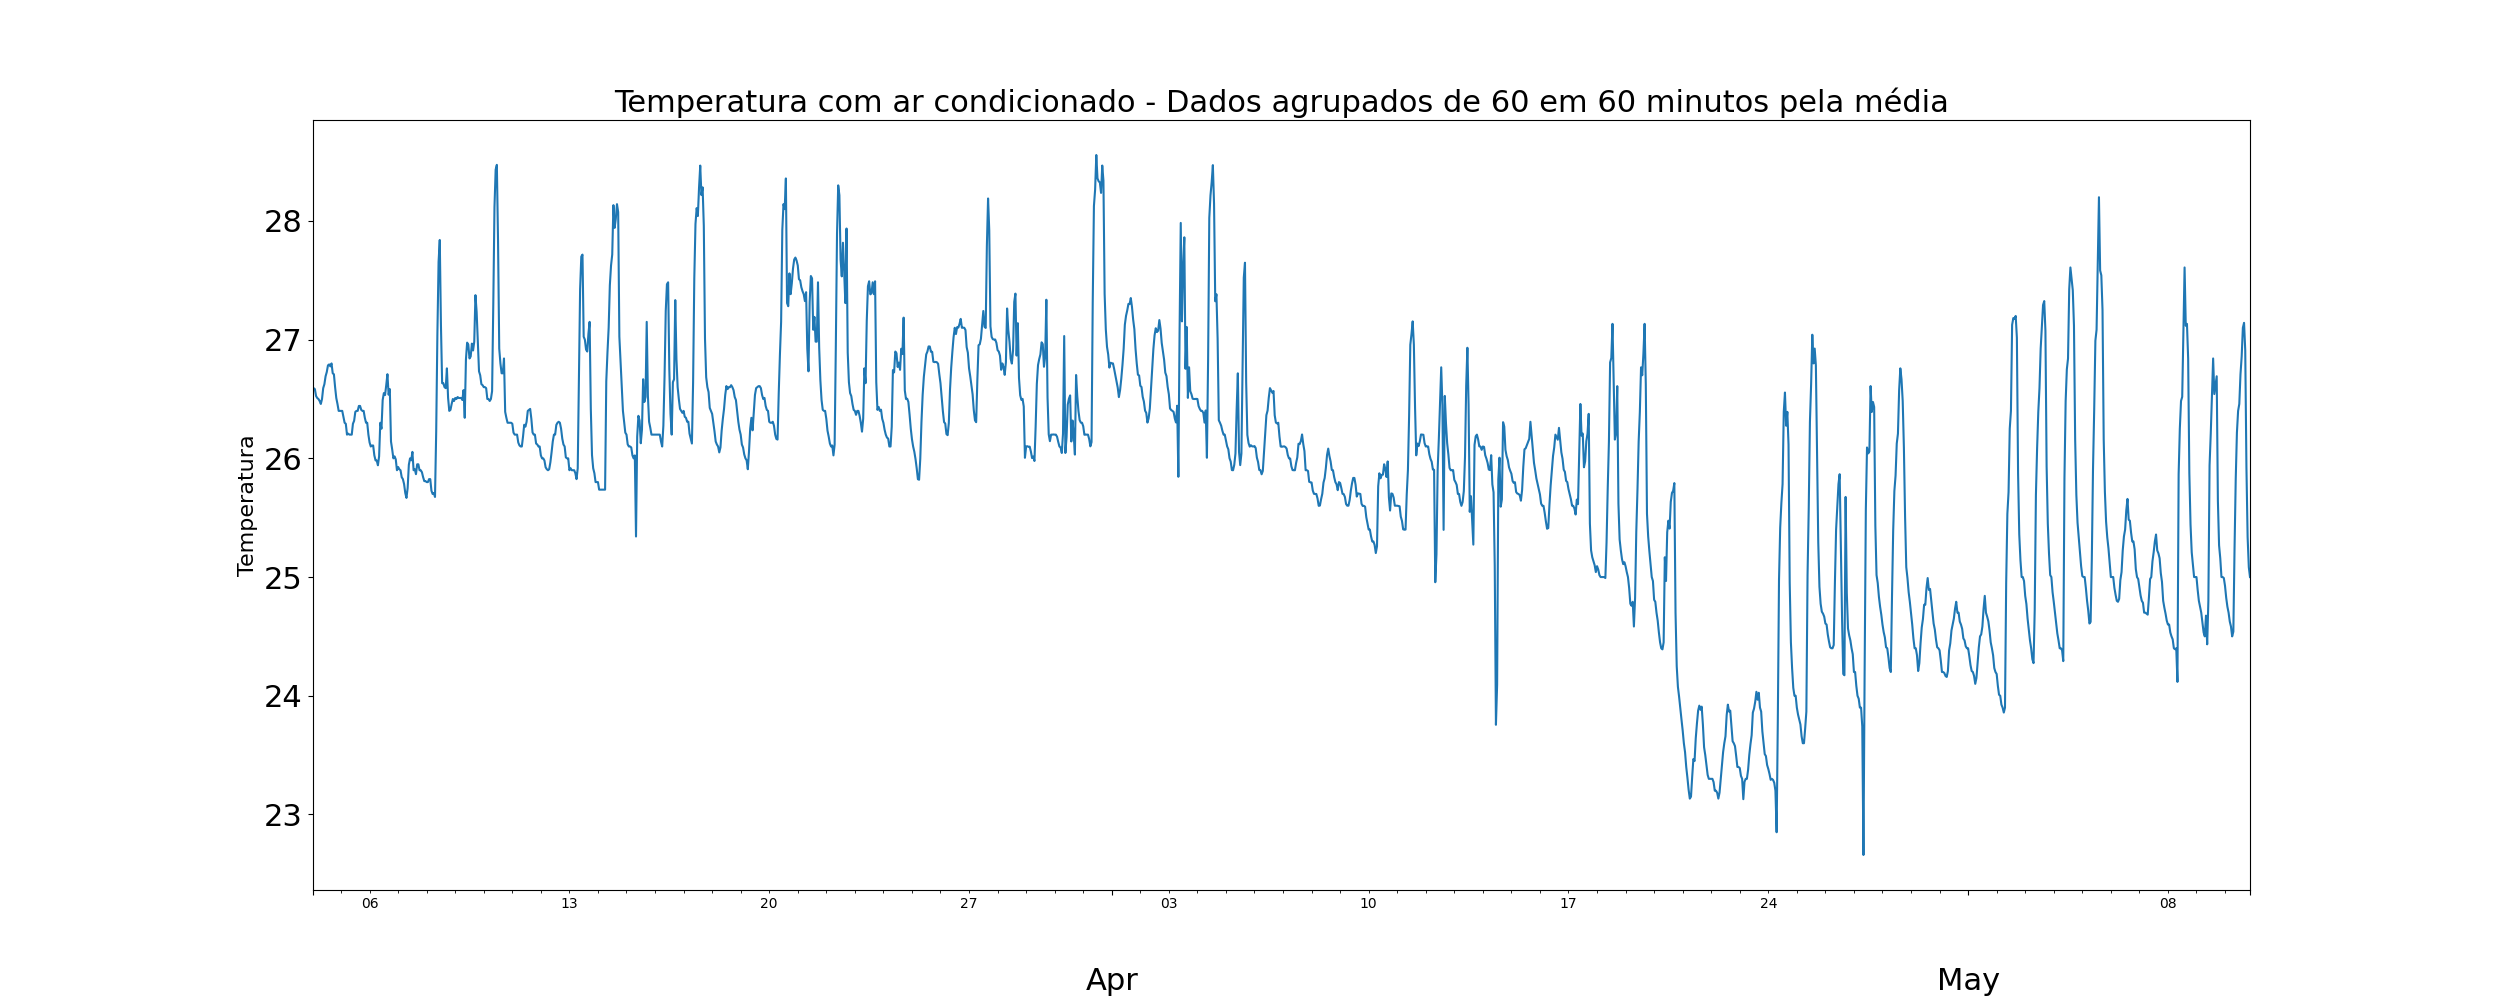 Temperatura com ar condicionado - Dados agrupados de 60 em 60 minutos pela média
Temperatura
28
27
26
25
24
23
06 13 20 27 03 10 17 24 08
Apr May